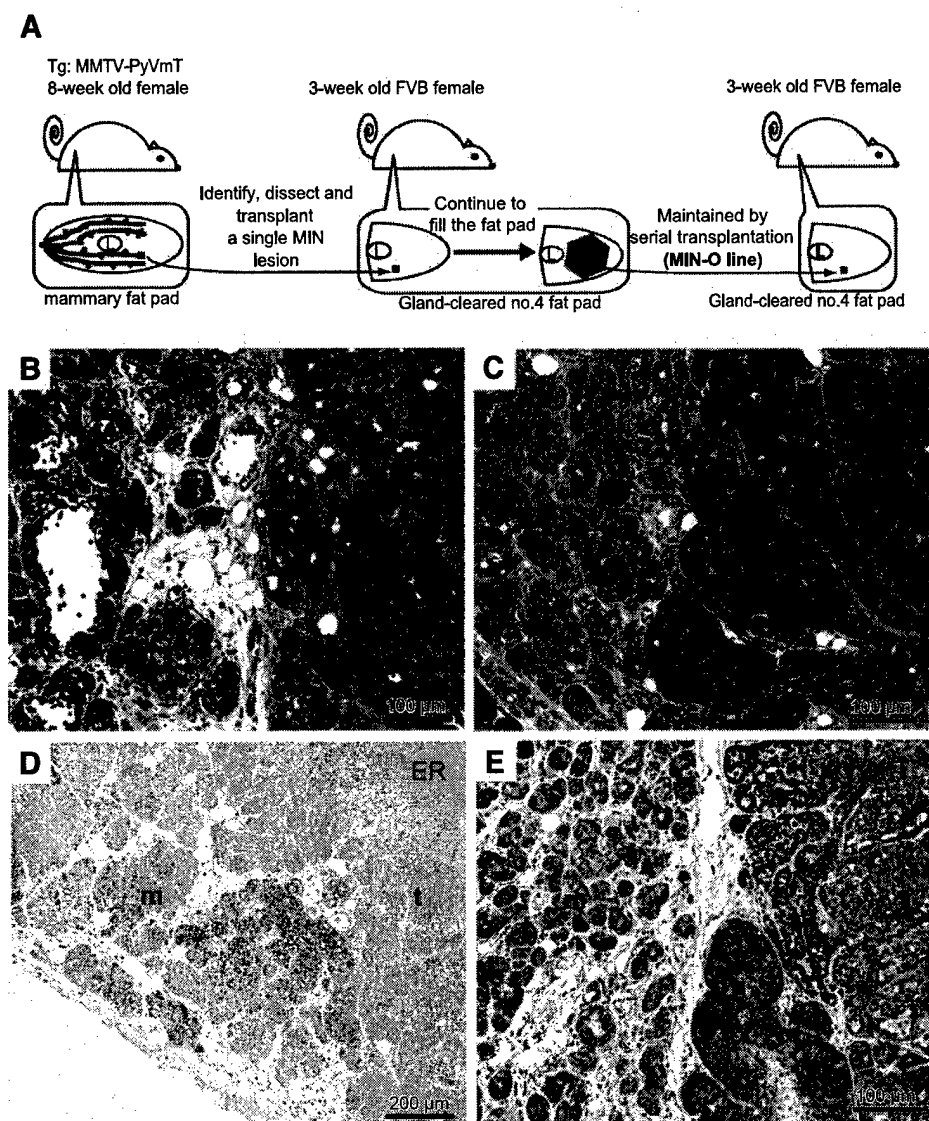 A
Tg: MMTV-PyVmT
8-week old female
3-week old FVB female
3-week old FVB female
Identify, dissect and
transplant
a single MIN
lesion
Continue to
fill the fat pad
Maintained by
serial transplantation
(MIN-O line)
mammary fat pad
Gland-cleared no.4 fat pad
Gland-cleared no.4 fat pad
B
100 µm
C
100 µm
D
ER
m
t
200 µm
E
100 µm